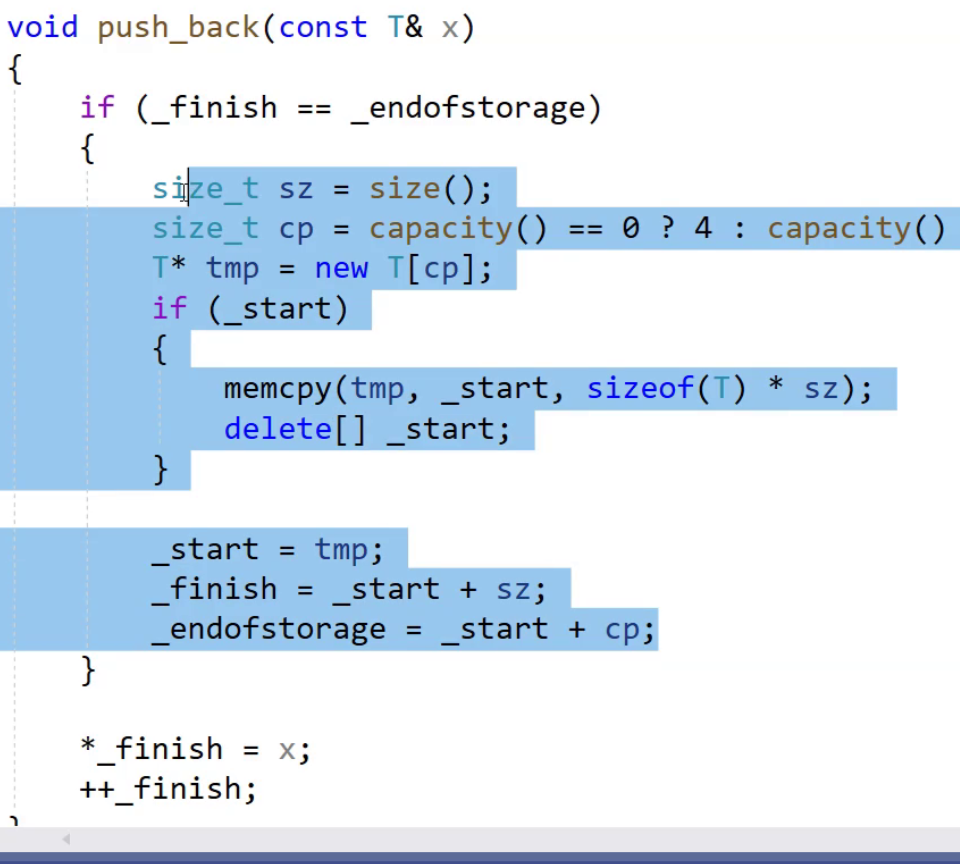 void push_back(const T& x)
{
    if (_finish == _endofstorage)
    {
        size_t sz = size();
        size_t cp = capacity() == 0 ? 4 : capacity()
        T* tmp = new T[cp];
        if (_start)
        {
            memcpy(tmp, _start, sizeof(T) * sz);
            delete[] _start;
        }

        _start = tmp;
        _finish = _start + sz;
        _endofstorage = _start + cp;
    }

    *_finish = x;
    ++_finish;
}